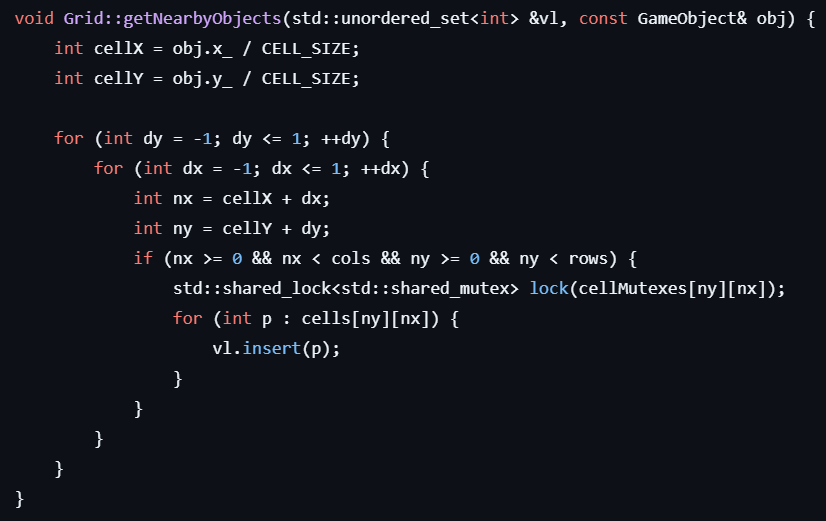 void Grid::getNearbyObjects(std::unordered_set<int> &vl, const GameObject& obj) {
    int cellX = obj.x_ / CELL_SIZE;
    int cellY = obj.y_ / CELL_SIZE;

    for (int dy = -1; dy <= 1; ++dy) {
        for (int dx = -1; dx <= 1; ++dx) {
            int nx = cellX + dx;
            int ny = cellY + dy;
            if (nx >= 0 && nx < cols && ny >= 0 && ny < rows) {
                std::shared_lock<std::shared_mutex> lock(cellMutexes[ny][nx]);
                for (int p : cells[ny][nx]) {
                    vl.insert(p);
                }
            }
        }
    }
}